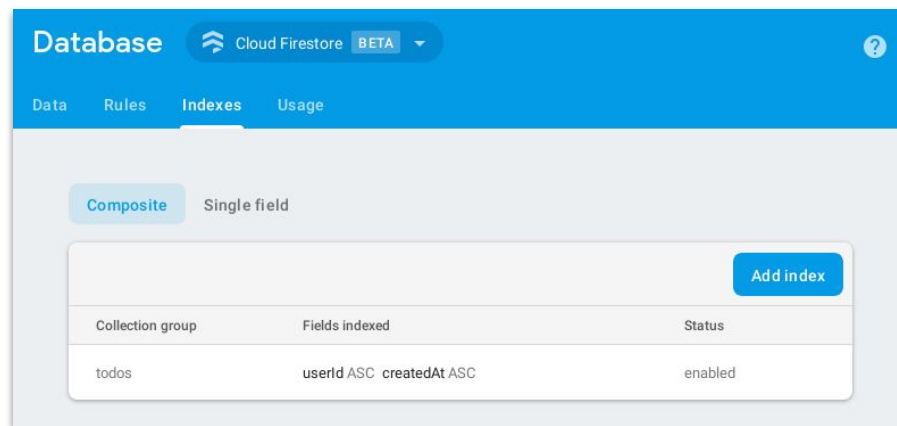 Database Cloud Firestore BETA
?
Data Rules Indexes Usage
Composite Single field
Add index
Collection group Fields indexed Status
todos userId ASC createdAt ASC enabled